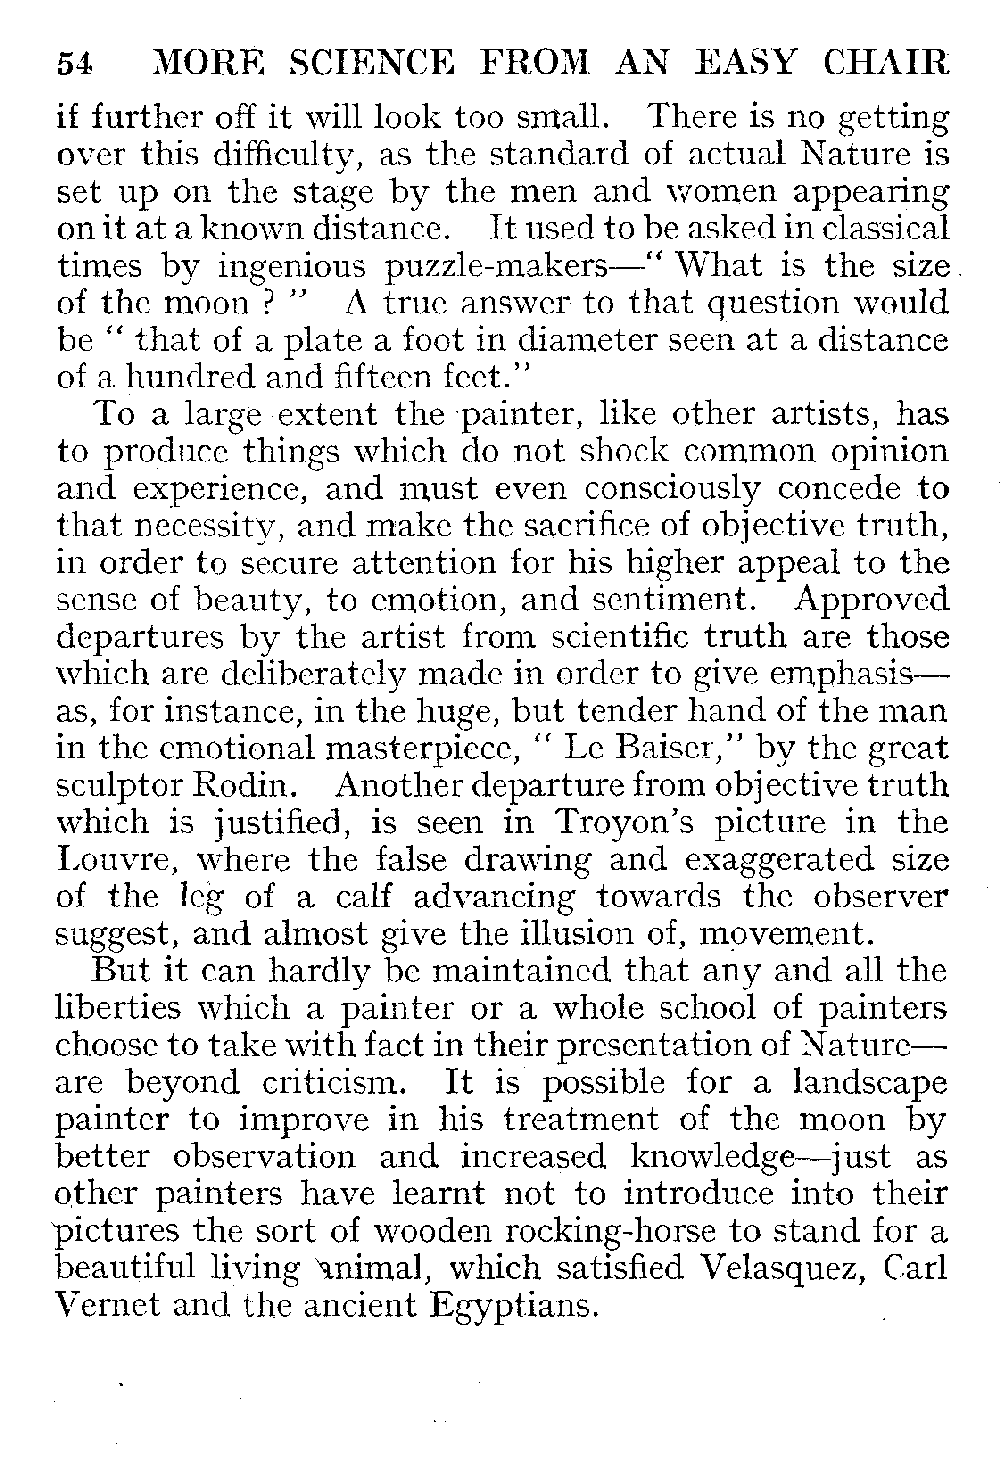 54 MORE SCIENCE FROM AN EASY CHAIR
if further off it will look too small. There is no getting
over this difficulty, as the standard of actual Nature is
set up on the stage by the men and women appearing
on it at a known distance. It used to be asked in classical
times by ingenious puzzle-makers—“ What is the size
of the moon ? ” A true answer to that question would
be “ that of a plate a foot in diameter seen at a distance
of a hundred and fifteen feet.”
To a large extent the painter, like other artists, has
to produce things which do not shock common opinion
and experience, and must even consciously concede to
that necessity, and make the sacrifice of objective truth,
in order to secure attention for his higher appeal to the
sense of beauty, to emotion, and sentiment. Approved
departures by the artist from scientific truth are those
which are deliberately made in order to give emphasis—
as, for instance, in the huge, but tender hand of the man
in the emotional masterpiece, “ Le Baiser,” by the great
sculptor Rodin. Another departure from objective truth
which is justified, is seen in Troyon’s picture in the
Louvre, where the false drawing and exaggerated size
of the leg of a calf advancing towards the observer
suggest, and almost give the illusion of, movement.
But it can hardly be maintained that any and all the
liberties which a painter or a whole school of painters
choose to take with fact in their presentation of Nature—
are beyond criticism. It is possible for a landscape
painter to improve in his treatment of the moon by
better observation and increased knowledge—just as
other painters have learnt not to introduce into their
pictures the sort of wooden rocking-horse to stand for a
beautiful living animal, which satisfied Velasquez, Carl
Vernet and the ancient Egyptians.